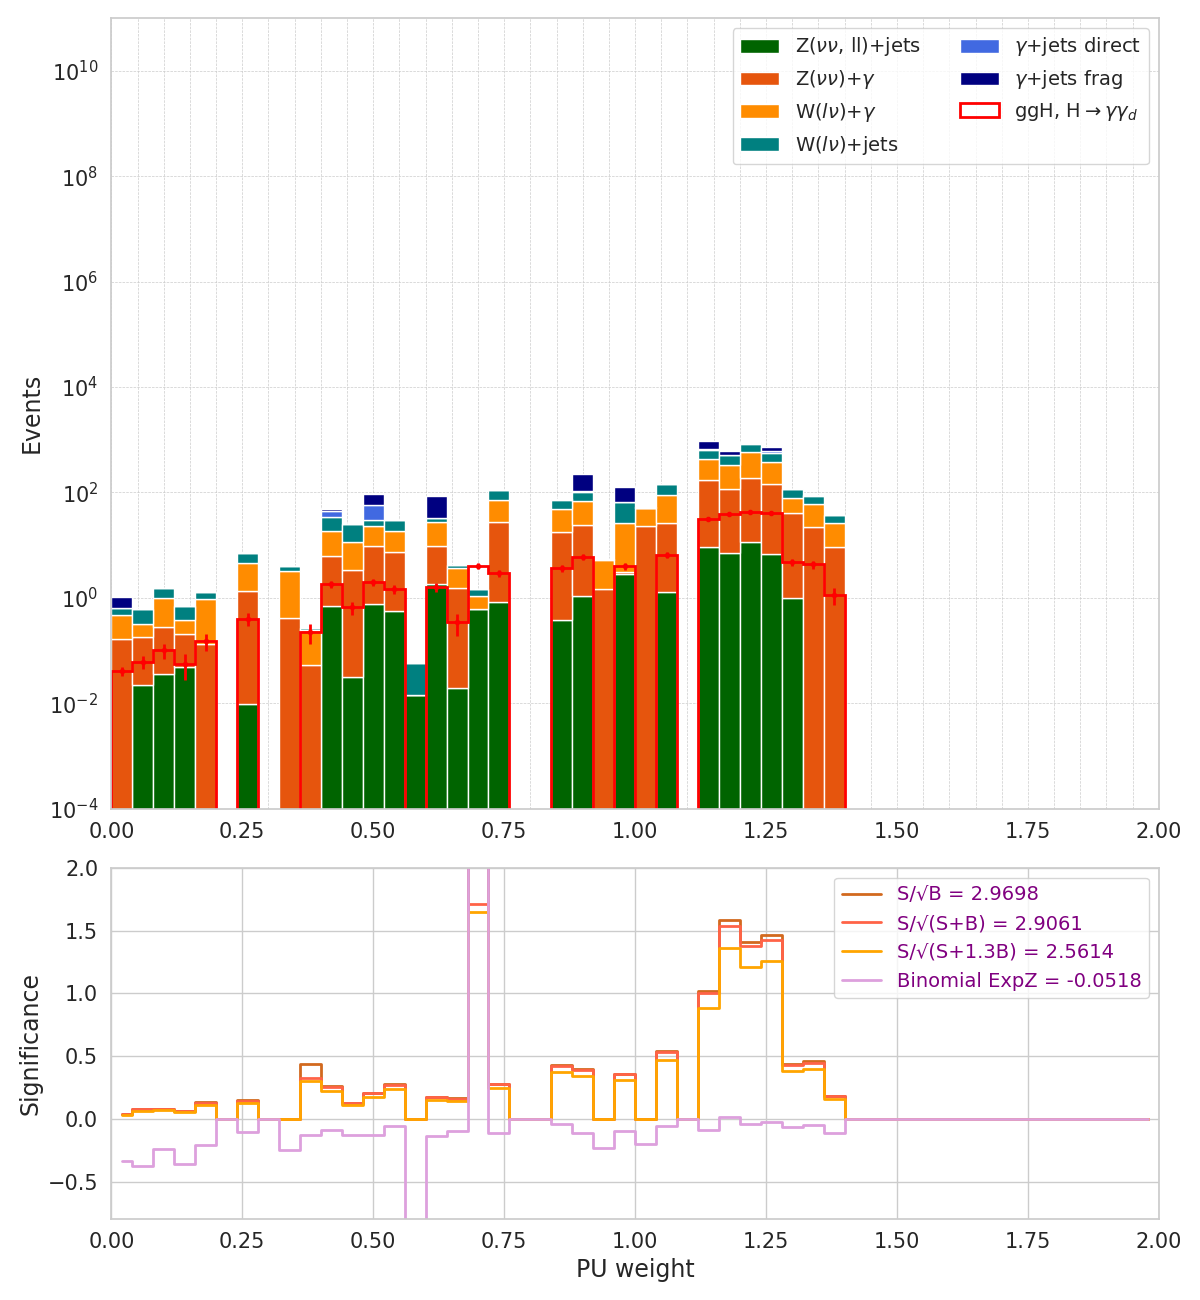 Z(νν, ll)+jets
Z(νν)+γ
W(lν)+γ
W(lν)+jets
γ+jets direct
γ+jets frag
ggH, H→γγ_d
Events
10^10
10^8
10^6
10^4
10^2
10^0
10^−2
10^−4
0.00 0.25 0.50 0.75 1.00 1.25 1.50 1.75 2.00
S/√B = 2.9698
S/√(S+B) = 2.9061
S/√(S+1.3B) = 2.5614
Binomial ExpZ = -0.0518
Significance
2.0
1.5
1.0
0.5
0.0
−0.5
0.00 0.25 0.50 0.75 1.00 1.25 1.50 1.75 2.00
PU weight